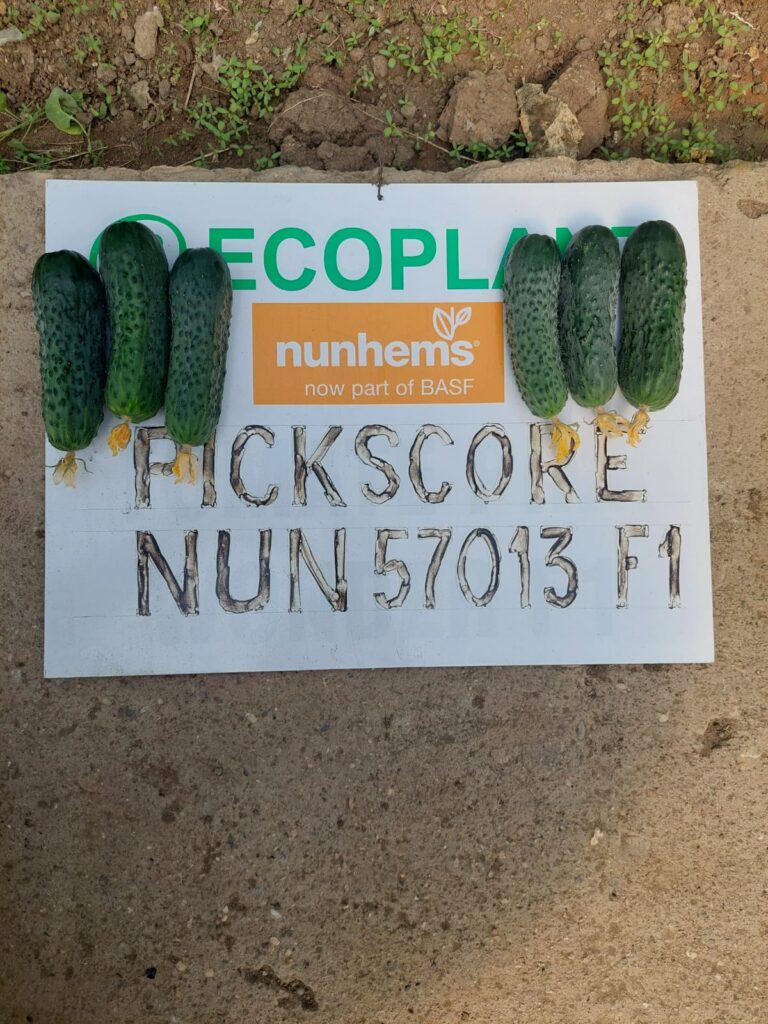 ECOPLANT
nunhems®
now part of BASF
PICKSCORE
NUN 57013 F1